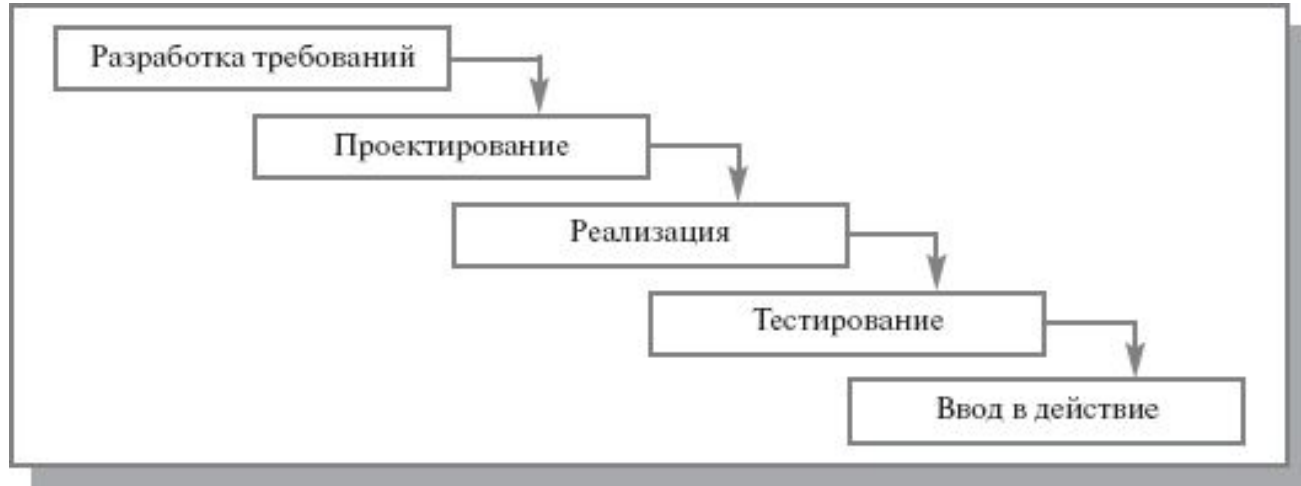 Разработка требований
Проектирование
Реализация
Тестирование
Ввод в действие